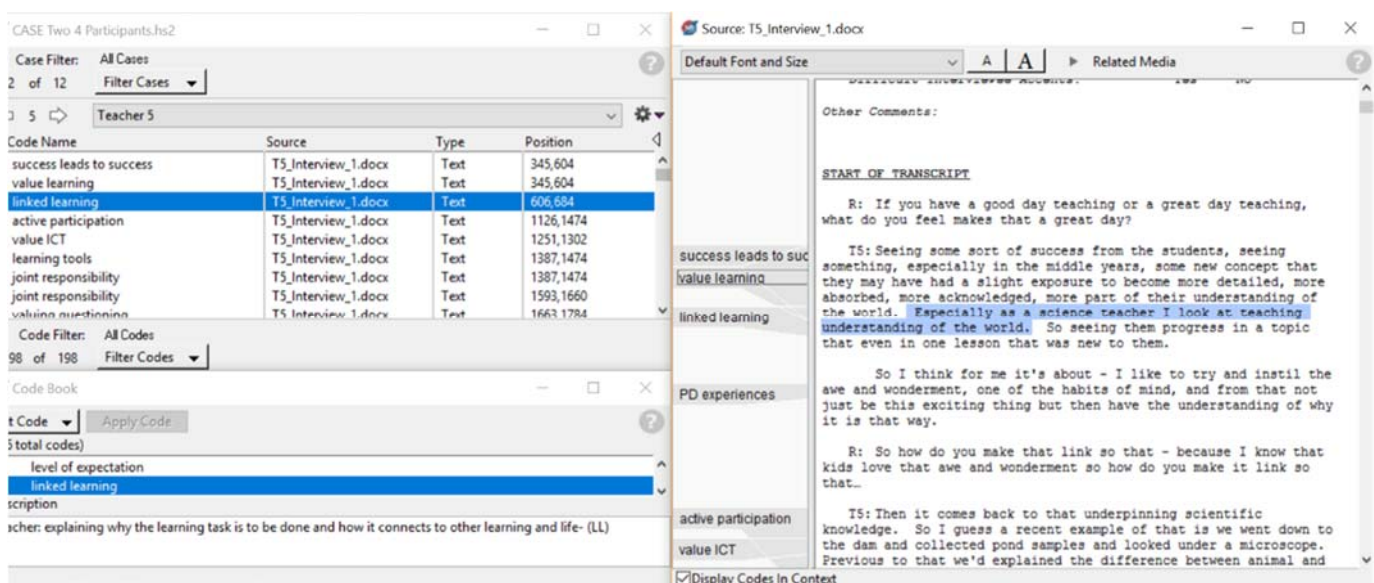 CASE Two 4 Participants.hs2
Case Filter: All Cases
2 of 12 Filter Cases
5 Teacher 5
Code Name Source Type Position
success leads to success T5_Interview_1.docx Text 345,604
value learning T5_Interview_1.docx Text 345,604
linked learning T5_Interview_1.docx Text 606,684
active participation T5_Interview_1.docx Text 1126,1474
value ICT T5_Interview_1.docx Text 1251,1302
learning tools T5_Interview_1.docx Text 1387,1474
joint responsibility T5_Interview_1.docx Text 1387,1474
joint responsibility T5_Interview_1.docx Text 1593,1660
valuing questioning T5_Interview_1.docx Text 1663,1784
Code Filter: All Codes
98 of 198 Filter Codes
Code Book
t Code Apply Code
total codes)
level of expectation
linked learning
scription
acher: explaining why the learning task is to be done and how it connects to other learning and life- (LL)
Source: T5_Interview_1.docx
Default Font and Size A A Related Media
success leads to suc
value learning
linked learning
PD experiences
active participation
value ICT
Other Comments:
START OF TRANSCRIPT
R: If you have a good day teaching or a great day teaching,
what do you feel makes that a great day?
T5: Seeing some sort of success from the students, seeing
something, especially in the middle years, some new concept that
they may have had a slight exposure to become more detailed, more
absorbed, more acknowledged, more part of their understanding of
the world. Especially as a science teacher I look at teaching
understanding of the world. So seeing them progress in a topic
that even in one lesson that was new to them.
So I think for me it's about - I like to try and instil the
awe and wonderment, one of the habits of mind, and from that not
just be this exciting thing but then have the understanding of why
it is that way.
R: So how do you make that link so that - because I know that
kids love that awe and wonderment so how do you make it link so
that…
T5: Then it comes back to that underpinning scientific
knowledge. So I guess a recent example of that is we went down to
the dam and collected pond samples and looked under a microscope.
Previous to that we'd explained the difference between animal and
Display Codes In Context